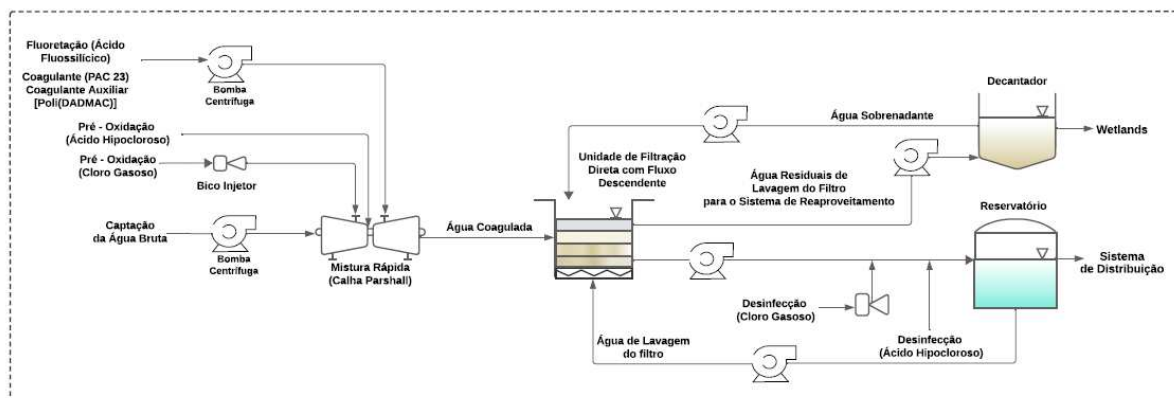 Fluoretação (Ácido
Fluossilícico)
Coagulante (PAC 23)
Coagulante Auxiliar
[Poli(DADMAC)]
Bomba
Centrífuga
Pré - Oxidação
(Ácido Hipocloroso)
Pré - Oxidação
(Cloro Gasoso)
Bico Injetor
Captação
da Água Bruta
Bomba
Centrífuga
Mistura Rápida
(Calha Parshall)
Água Coagulada
Unidade de Filtração
Direta com Fluxo
Descendente
Água Sobrenadante
Decantador
Wetlands
Água Residuais de
Lavagem do Filtro
para o Sistema de Reaproveitamento
Reservatório
Sistema
de Distribuição
Desinfecção
(Cloro Gasoso)
Desinfecção
(Ácido Hipocloroso)
Água de Lavagem
do filtro